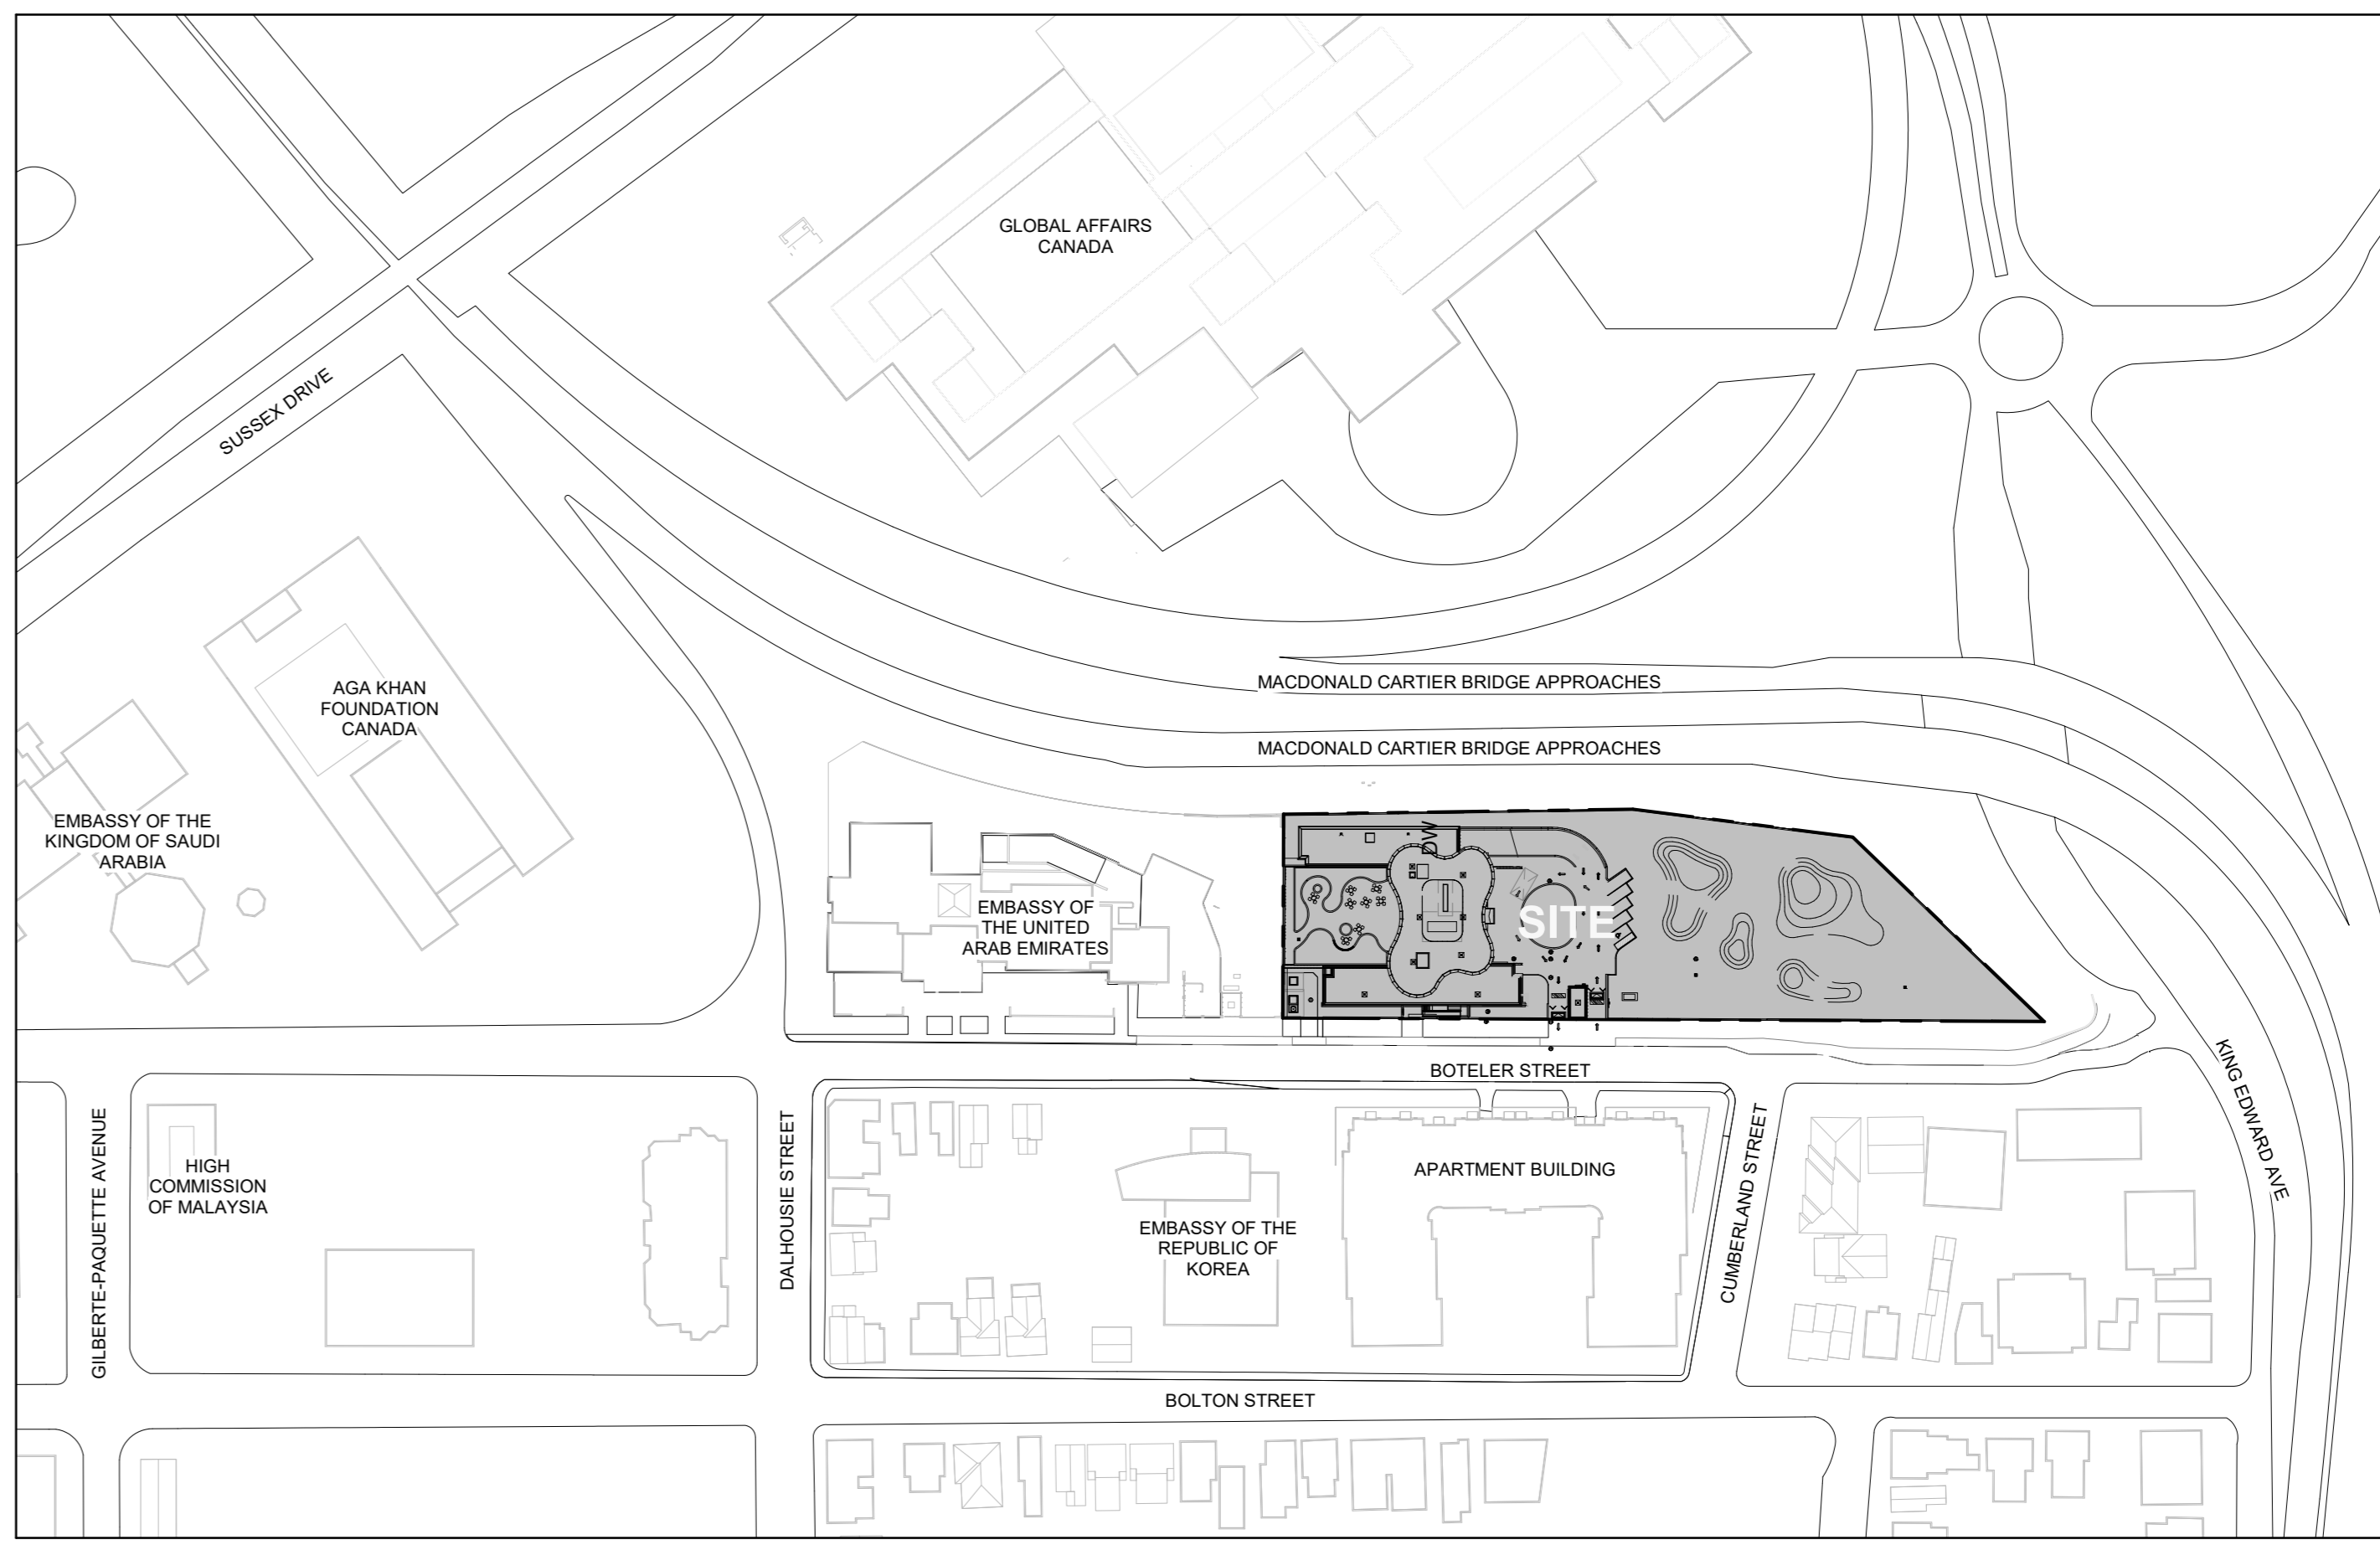 GLOBAL AFFAIRS
CANADA
SUSSEX DRIVE
AGA KHAN
FOUNDATION
CANADA
MACDONALD CARTIER BRIDGE APPROACHES
MACDONALD CARTIER BRIDGE APPROACHES
EMBASSY OF THE
KINGDOM OF SAUDI
ARABIA
EMBASSY OF
THE UNITED
ARAB EMIRATES
SITE
BOTELER STREET
KING EDWARD AVE
GILBERTE-PAQUETTE AVENUE
HIGH
COMMISSION
OF MALAYSIA
DALHOUSIE STREET
EMBASSY OF THE
REPUBLIC OF
KOREA
APARTMENT BUILDING
CUMBERLAND STREET
BOLTON STREET